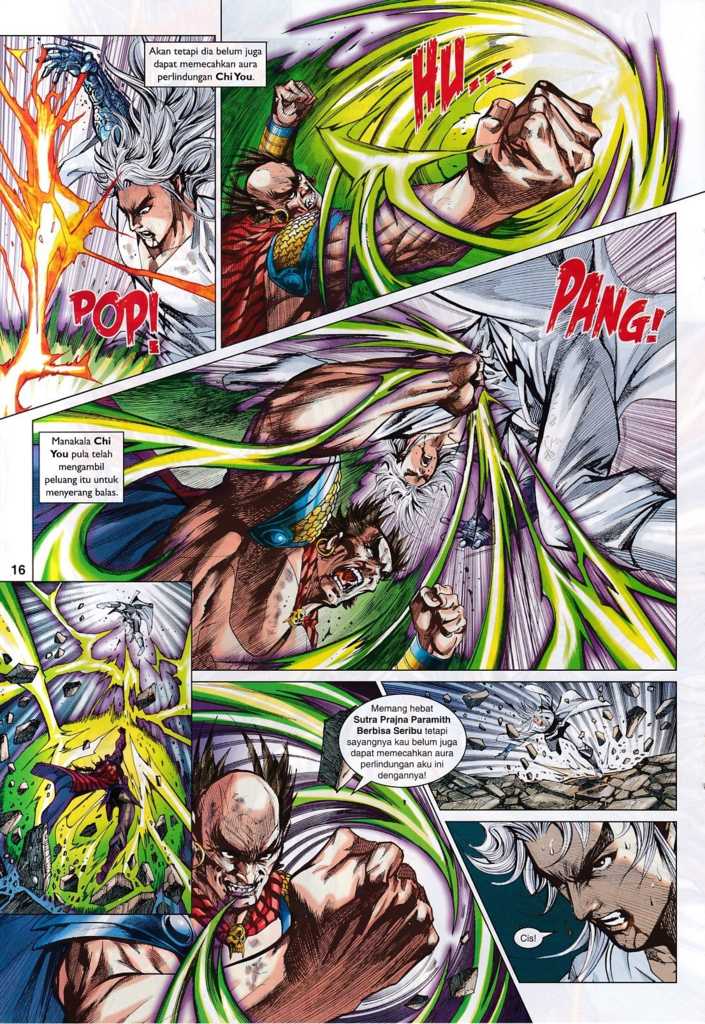 Akan tetapi dia belum juga
dapat memecahkan aura
perlindungan Chi You.
HU...
POP!
PANG!
Manakala Chi
You pula telah
mengambil
peluang itu untuk
menyerang balas.
16
Memang hebat
Sutra Prajna Paramith
Berbisa Seribu tetapi
sayangnya kau belum juga
dapat memecahkan aura
perlindungan aku ini
dengannya!
Cis!